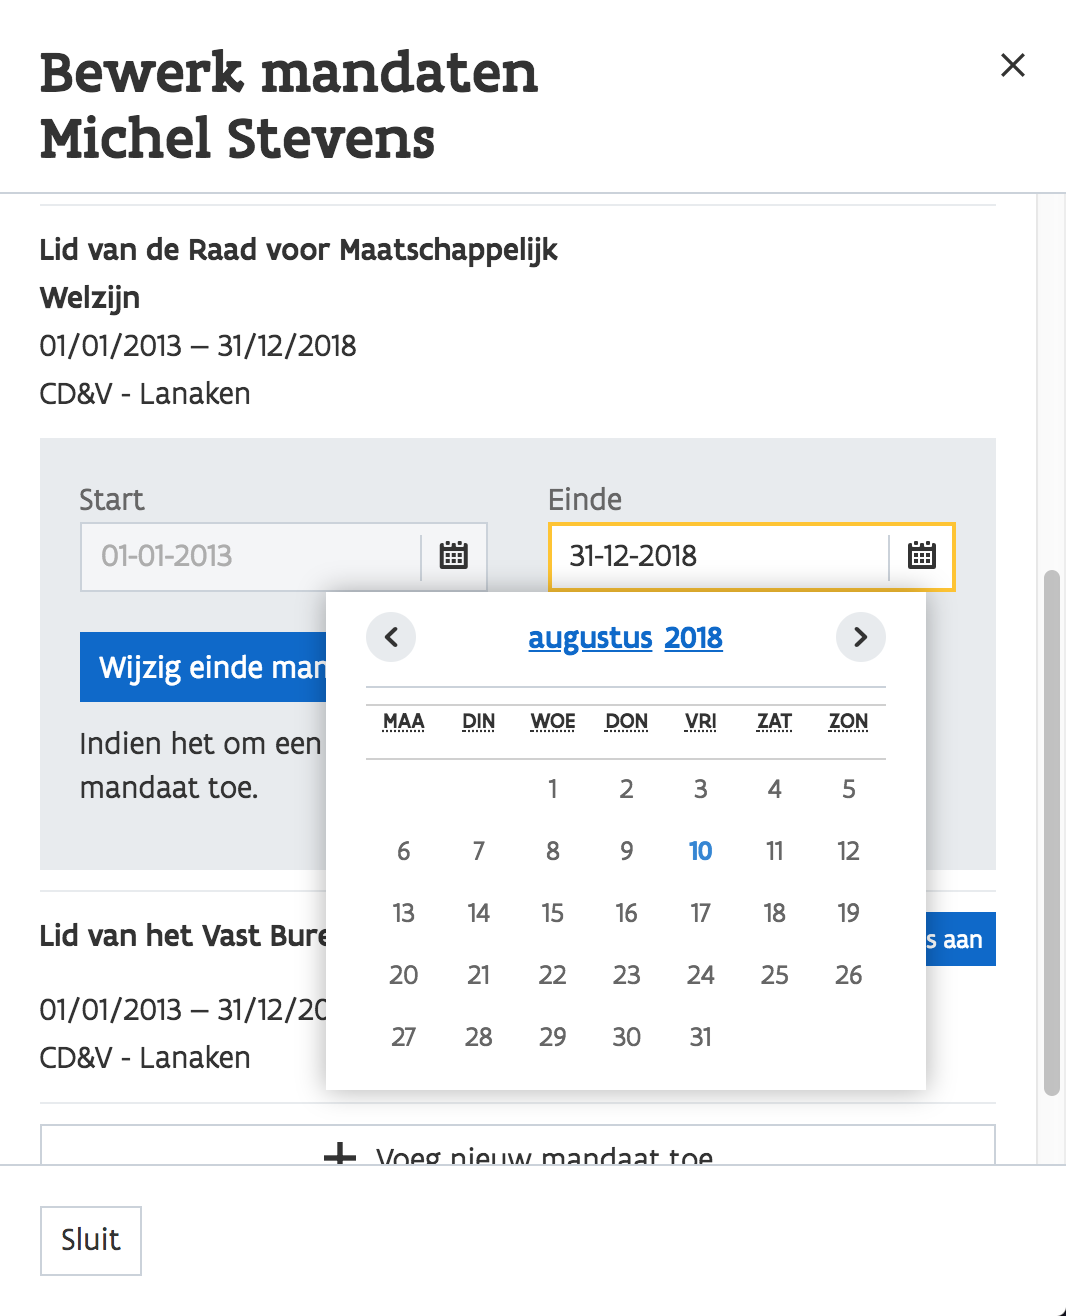 Bewerk mandaten
Michel Stevens
Lid van de Raad voor Maatschappelijk
Welzijn
01/01/2013 – 31/12/2018
CD&V - Lanaken
Start
Einde
01-01-2013
31-12-2018
augustus 2018
Wijzig einde man
MAA DIN WOE DON VRI ZAT ZON
Indien het om een
mandaat toe.
1 2 3 4 5
6 7 8 9 10 11 12
13 14 15 16 17 18 19
20 21 22 23 24 25 26
27 28 29 30 31
Lid van het Vast Bure
s aan
01/01/2013 – 31/12/20
CD&V - Lanaken
Voeg nieuw mandaat toe
Sluit